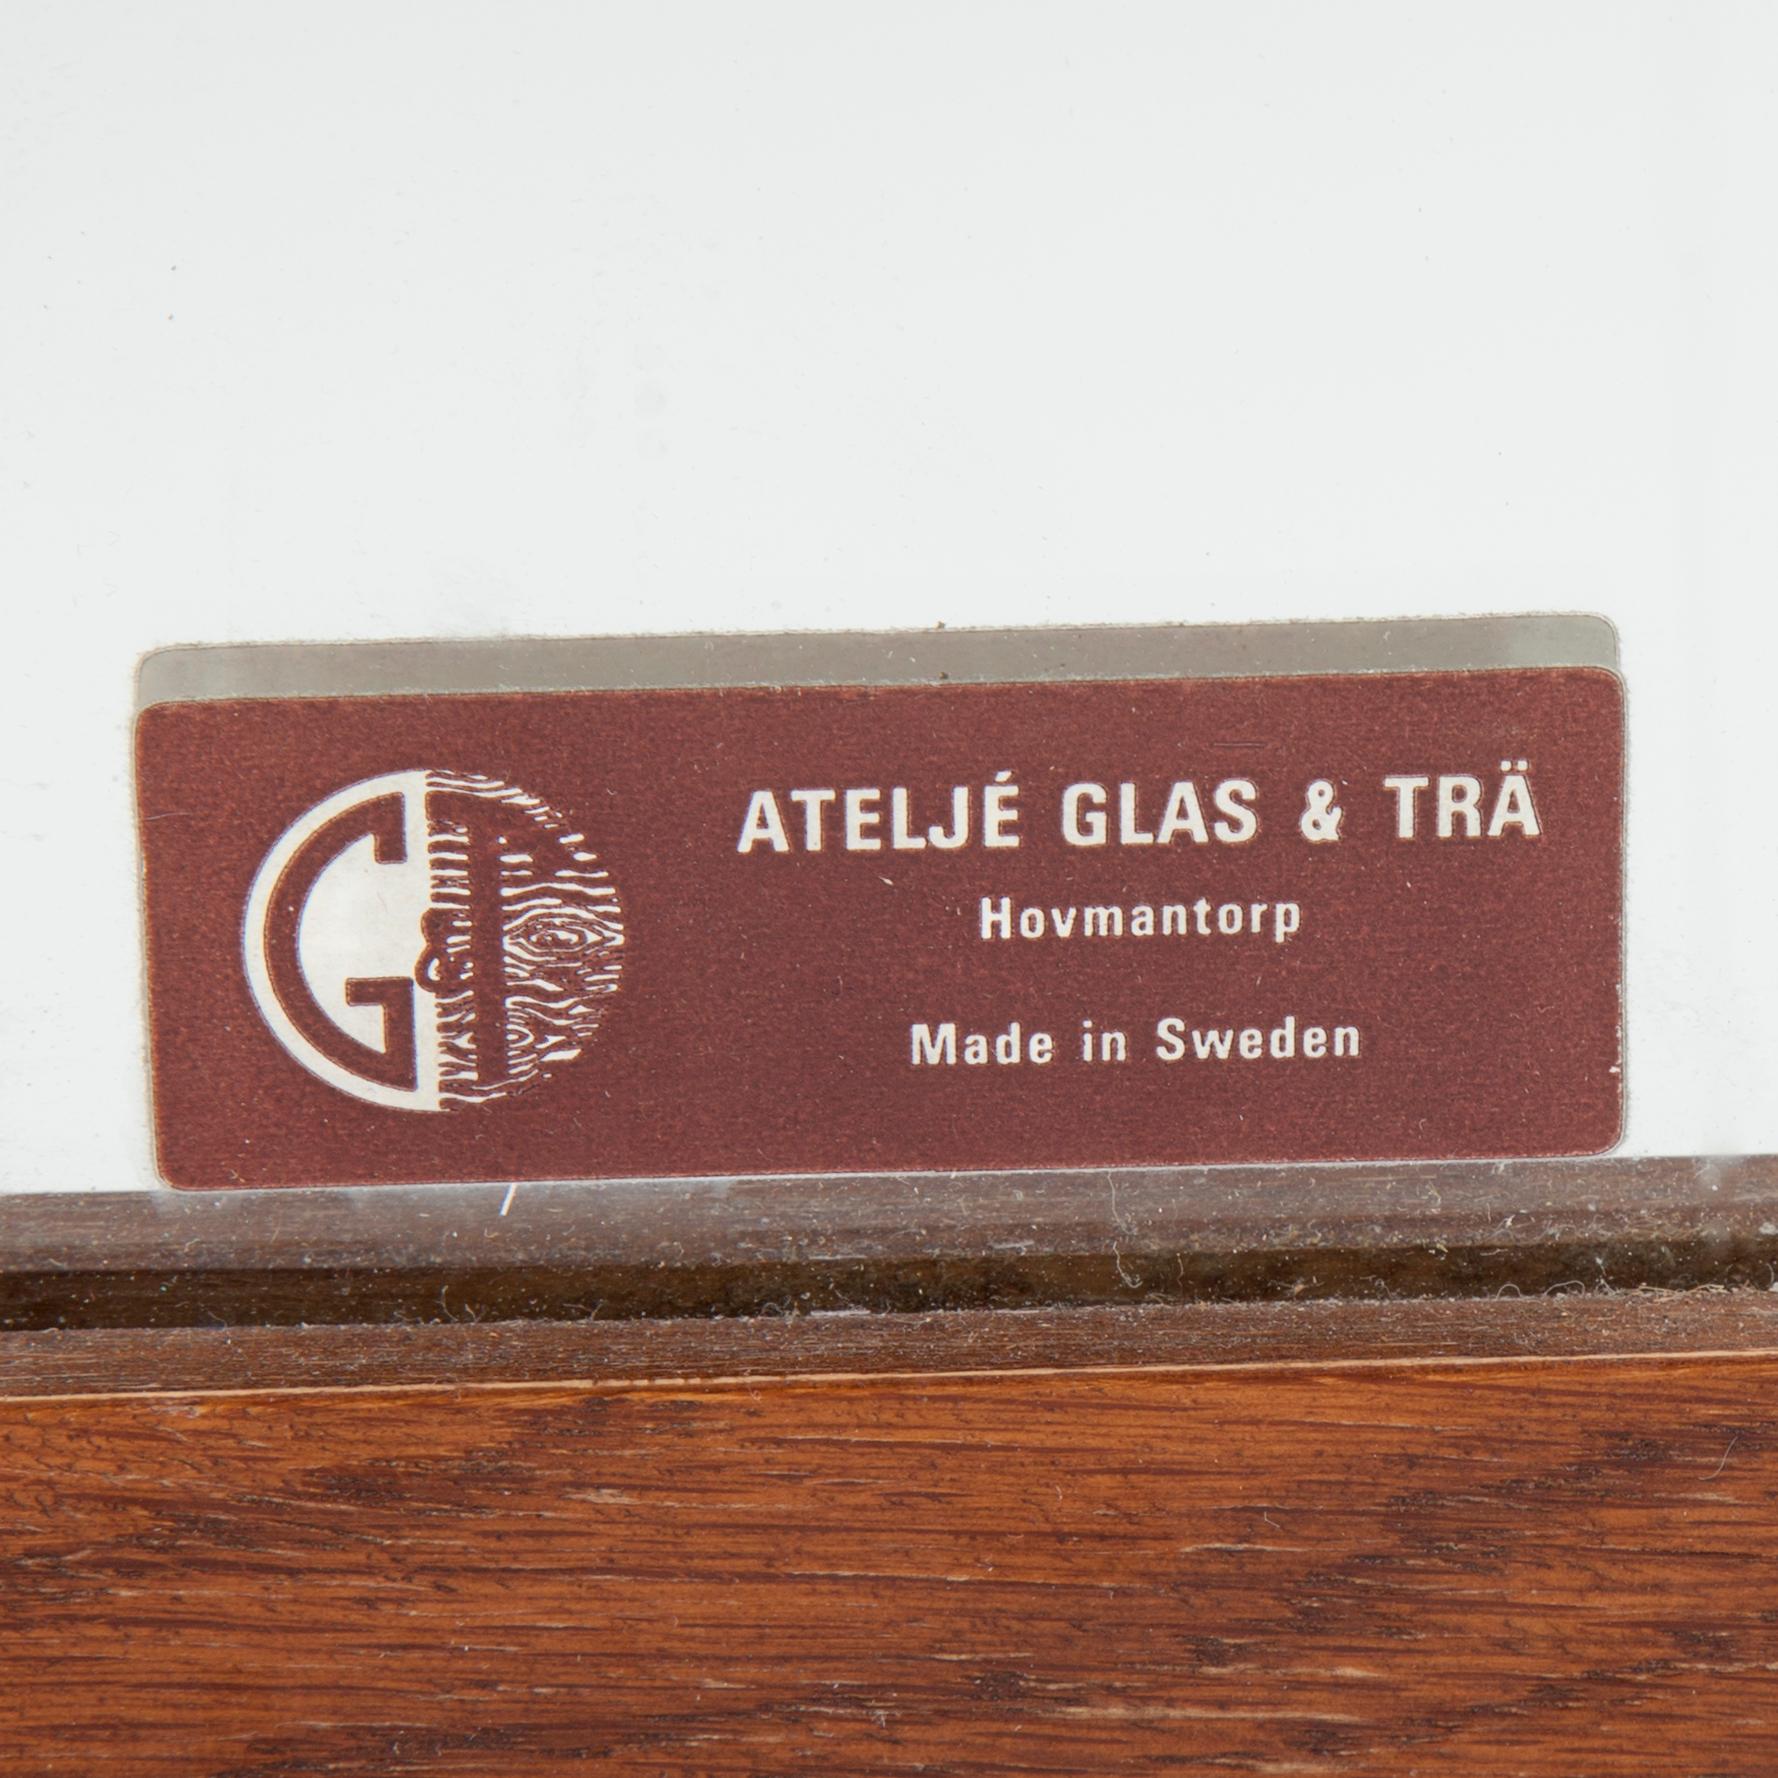 G&T
ATELJÉ GLAS & TRÄ
Hovmantorp
Made in Sweden